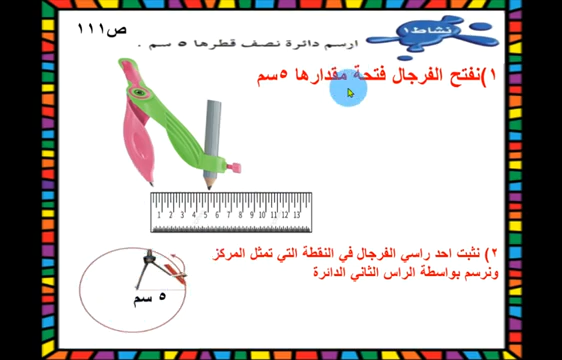 ص١١١
نشاط١
ارسم دائرة نصف قطرها ٥ سم .
١)نفتح الفرجال فتحة مقدارها ٥سم
1 2 3 4 5 6 7 8 9 10 11 12 13
٢) نثبت احد راسي الفرجال في النقطة التي تمثل المركز
ونرسم بواسطة الراس الثاني الدائرة
٥ سم